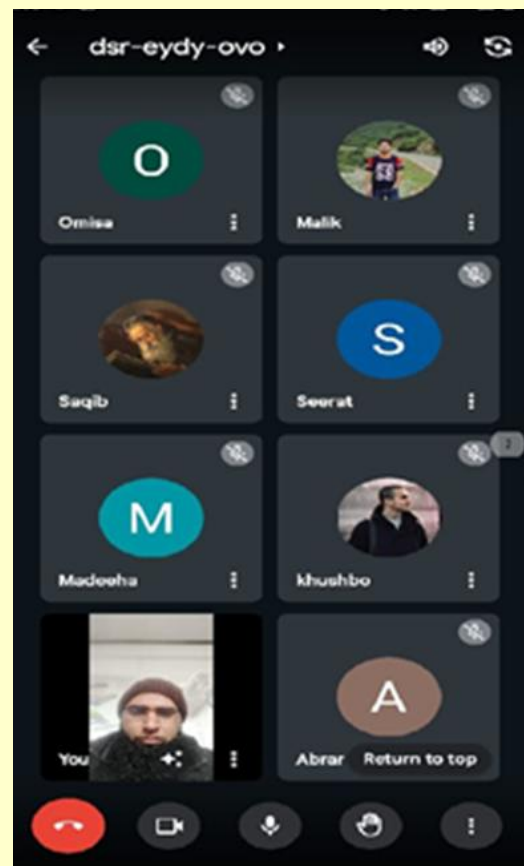 dsr-eydy-ovo
O
Omisa
Malik
Saqib
S
Seerat
M
Madeeha
khushbo
2
You
A
Abrar
Return to top